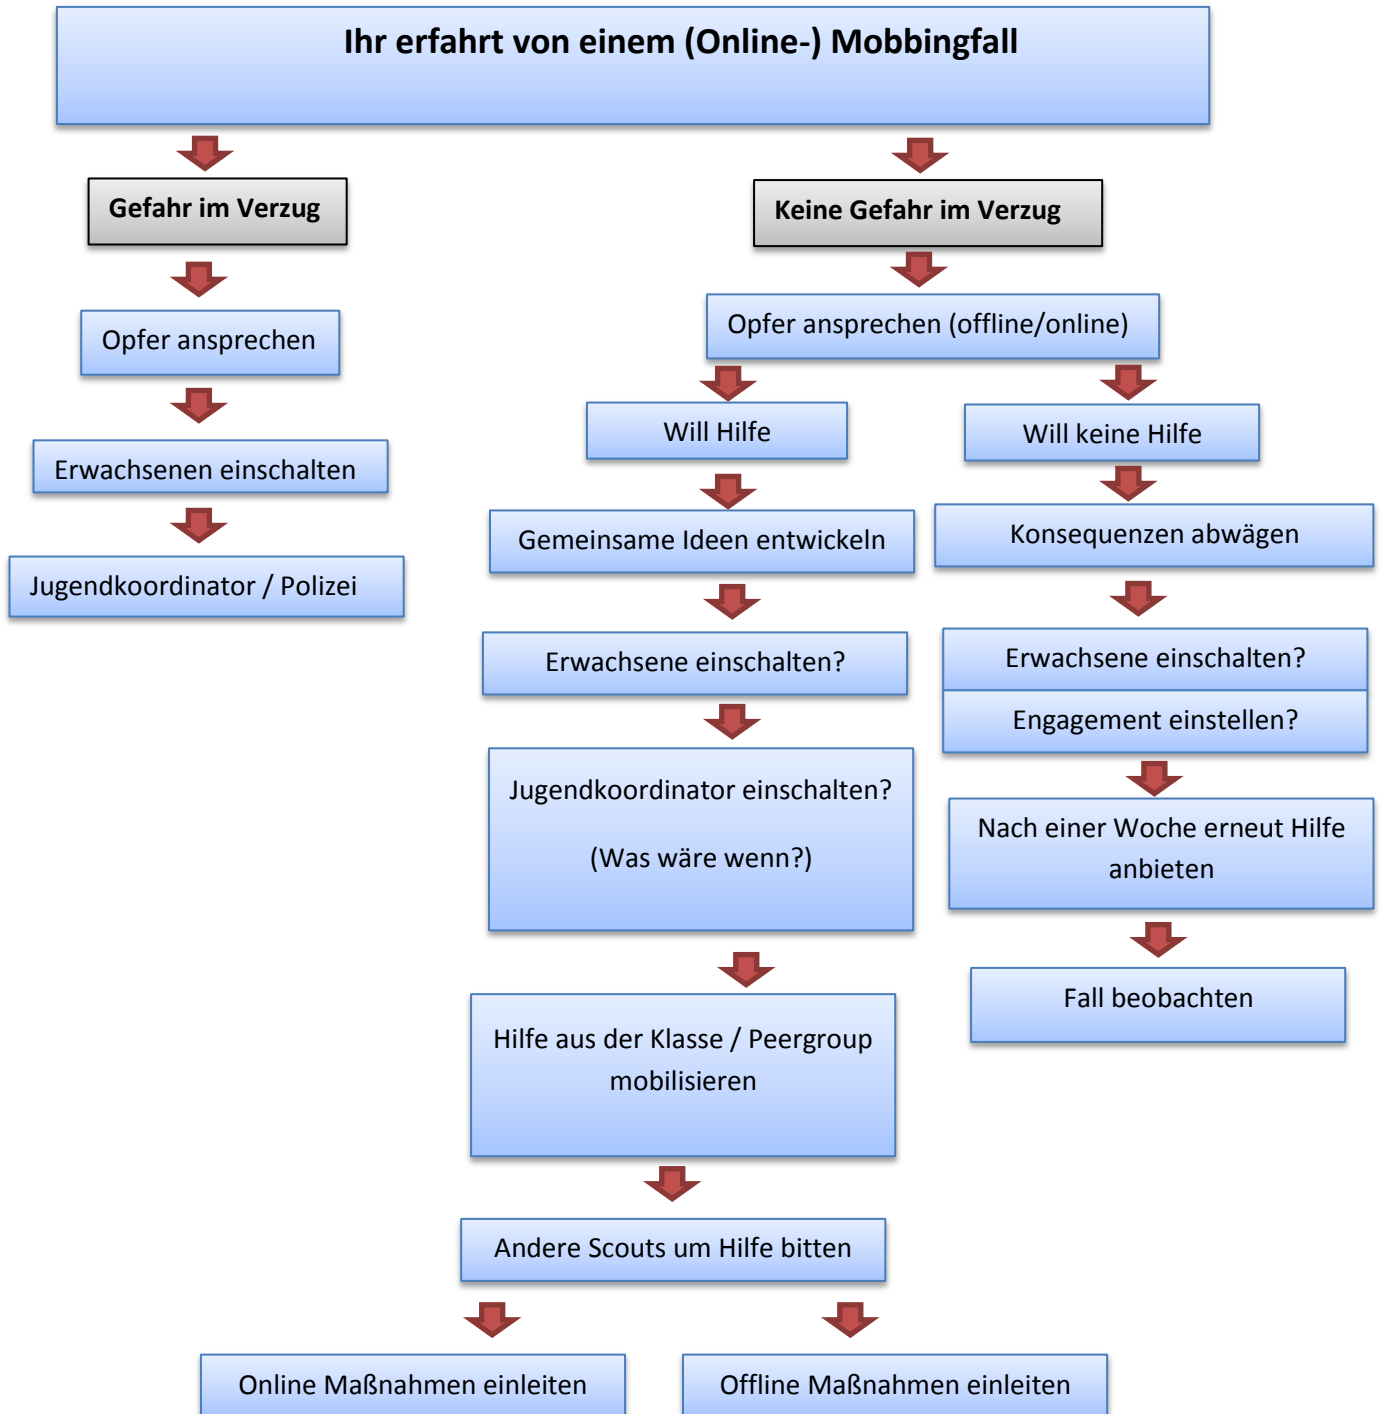 Ihr erfahrt von einem (Online-) Mobbingfall
Gefahr im Verzug
Keine Gefahr im Verzug
Opfer ansprechen
Opfer ansprechen (offline/online)
Erwachsenen einschalten
Will Hilfe
Will keine Hilfe
Jugendkoordinator / Polizei
Gemeinsame Ideen entwickeln
Konsequenzen abwägen
Erwachsene einschalten?
Erwachsene einschalten?
Engagement einstellen?
Jugendkoordinator einschalten?
(Was wäre wenn?)
Nach einer Woche erneut Hilfe
anbieten
Fall beobachten
Hilfe aus der Klasse / Peergroup
mobilisieren
Andere Scouts um Hilfe bitten
Online Maßnahmen einleiten
Offline Maßnahmen einleiten